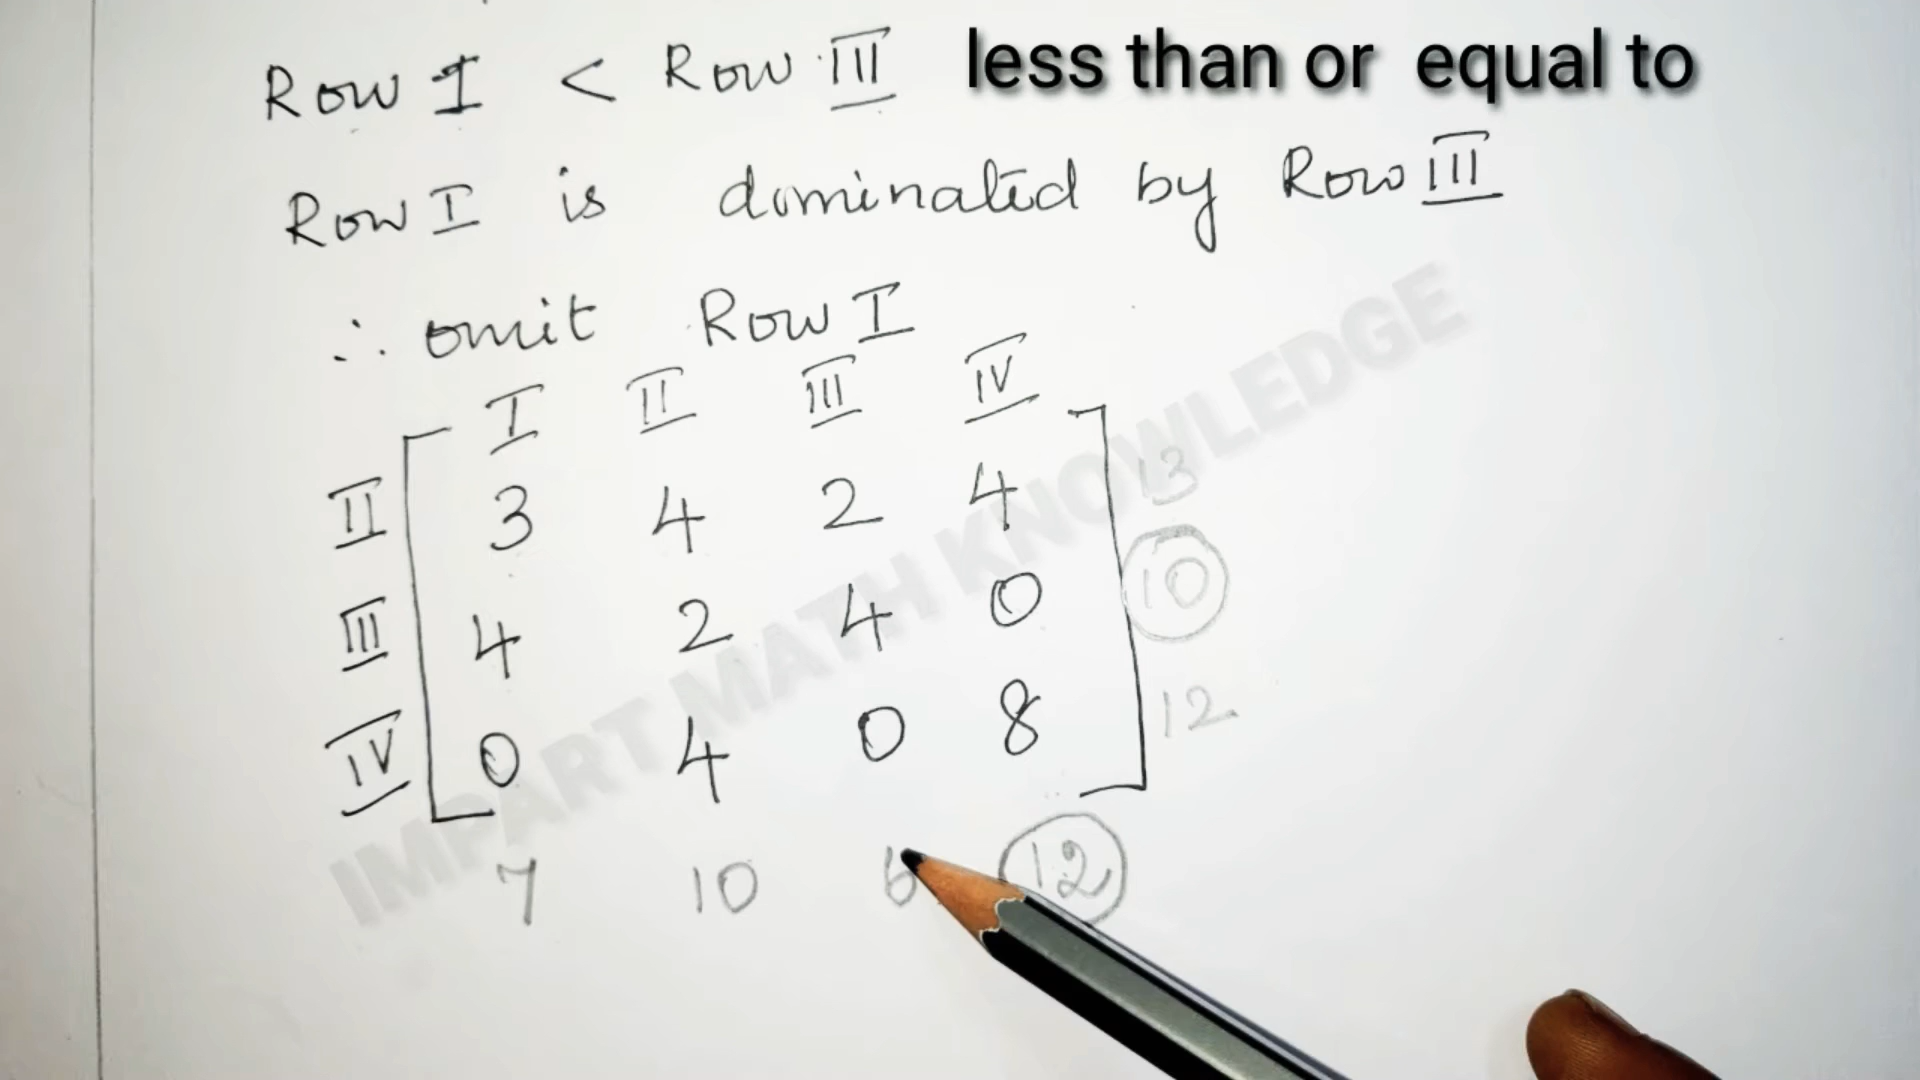 Row I < Row III less than or equal to
Row I is dominated by Row III
∴ omit Row I
I II III IV
II 3 4 2 4 13
III 4 2 4 0 10
IV 0 4 0 8 12
7 10 6 12
IMPART MATH KNOWLEDGE